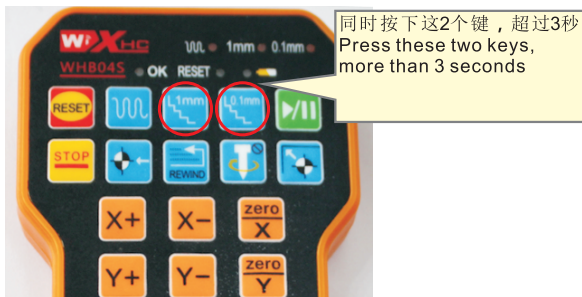 同时按下这2个键，超过3秒
Press these two keys,
more than 3 seconds
WiXHC
1mm 0.1mm
WHB04S OK RESET
RESET 1mm 0.1mm
STOP REWIND
X+ X- zero
X
Y+ Y- zero
Y